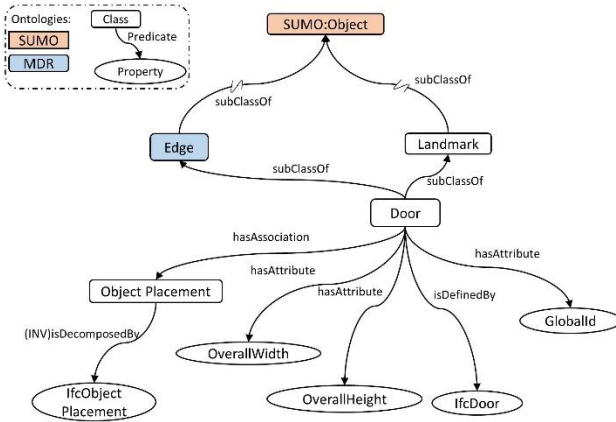 Ontologies:
Class
SUMO
MDR
Predicate
Property
SUMO:Object
subClassOf
subClassOf
Edge
Landmark
subClassOf
subClassOf
Door
hasAssociation
hasAttribute
hasAttribute
hasAttribute
isDefinedBy
Object Placement
GlobalId
(INV)isDecomposedBy
OverallWidth
IfcObject
Placement
OverallHeight
IfcDoor